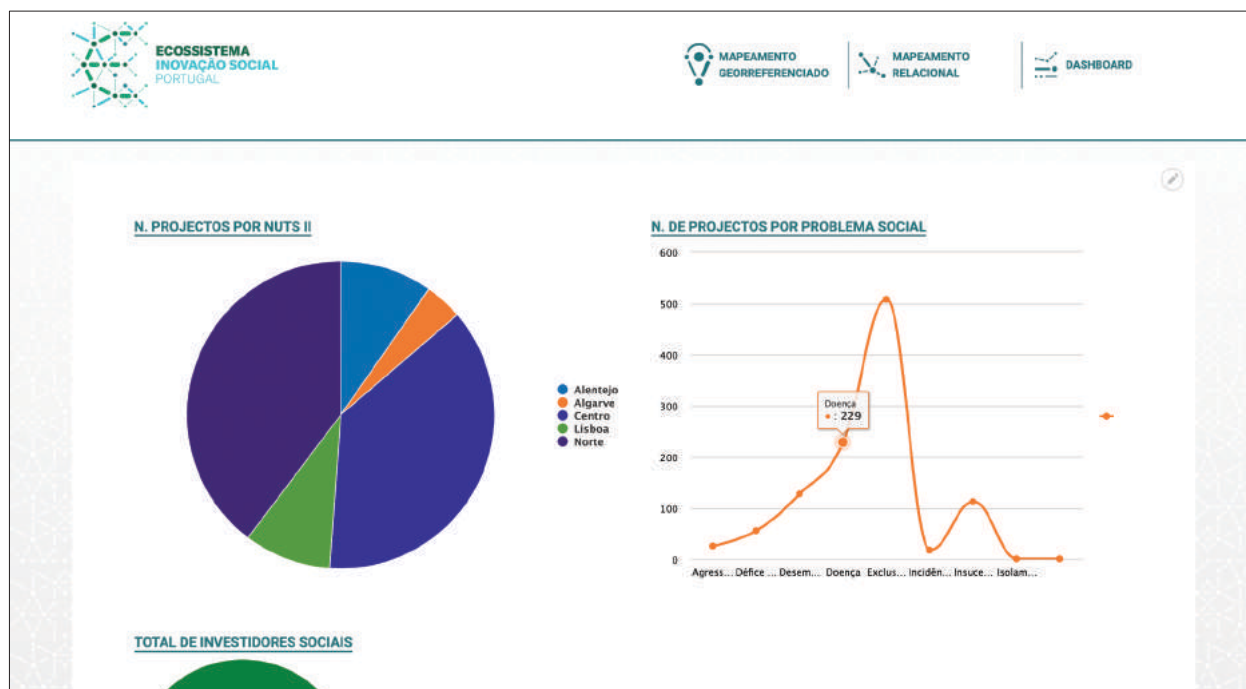 ECOSSISTEMA
INOVAÇÃO SOCIAL
PORTUGAL
MAPEAMENTO
GEORREFERENCIADO
MAPEAMENTO
RELACIONAL
DASHBOARD
N. PROJECTOS POR NUTS II
Alentejo
Algarve
Centro
Lisboa
Norte
N. DE PROJECTOS POR PROBLEMA SOCIAL
600
500
400
300
200
100
0
Doença
: 229
Agress... Défice ... Desem... Doença Exclus... Incidên... Insuce... Isolam...
TOTAL DE INVESTIDORES SOCIAIS